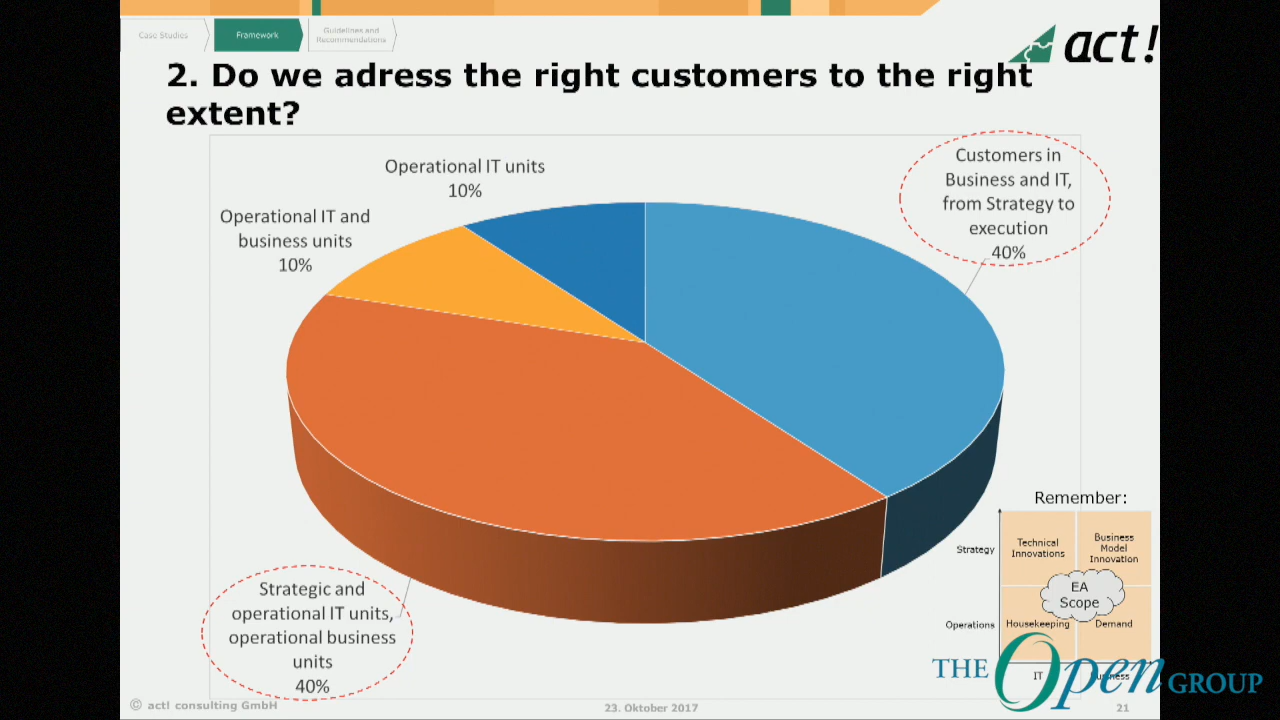 Case Studies
Framework
Guidelines and
Recommendations
act!
2. Do we adress the right customers to the right
extent?
Operational IT units
10%
Operational IT and
business units
10%
Customers in
Business and IT,
from Strategy to
execution
40%
Strategic and
operational IT units,
operational business
units
40%
Remember:
Strategy
Technical
Innovations
Business
Model
Innovation
EA
Scope
Operations
Housekeeping
Demand
IT
Business
THE Open GROUP
© act! consulting GmbH
23. Oktober 2017
21